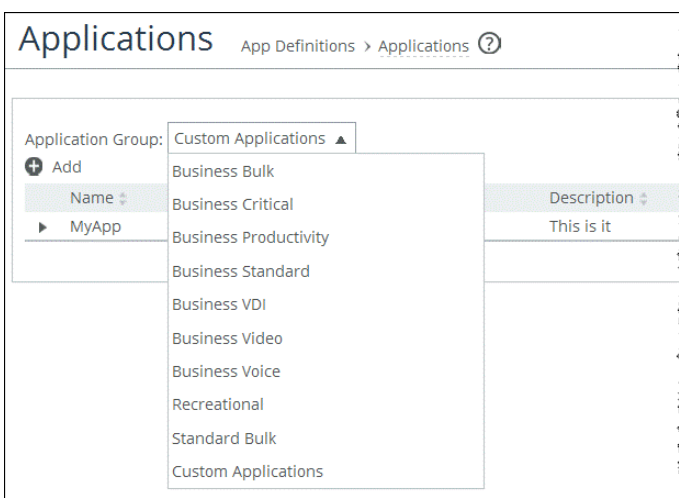 Applications App Definitions › Applications ?
Application Group: Custom Applications
Add
Business Bulk
Name Business Critical Description
MyApp Business Productivity This is it
Business Standard
Business VDI
Business Video
Business Voice
Recreational
Standard Bulk
Custom Applications